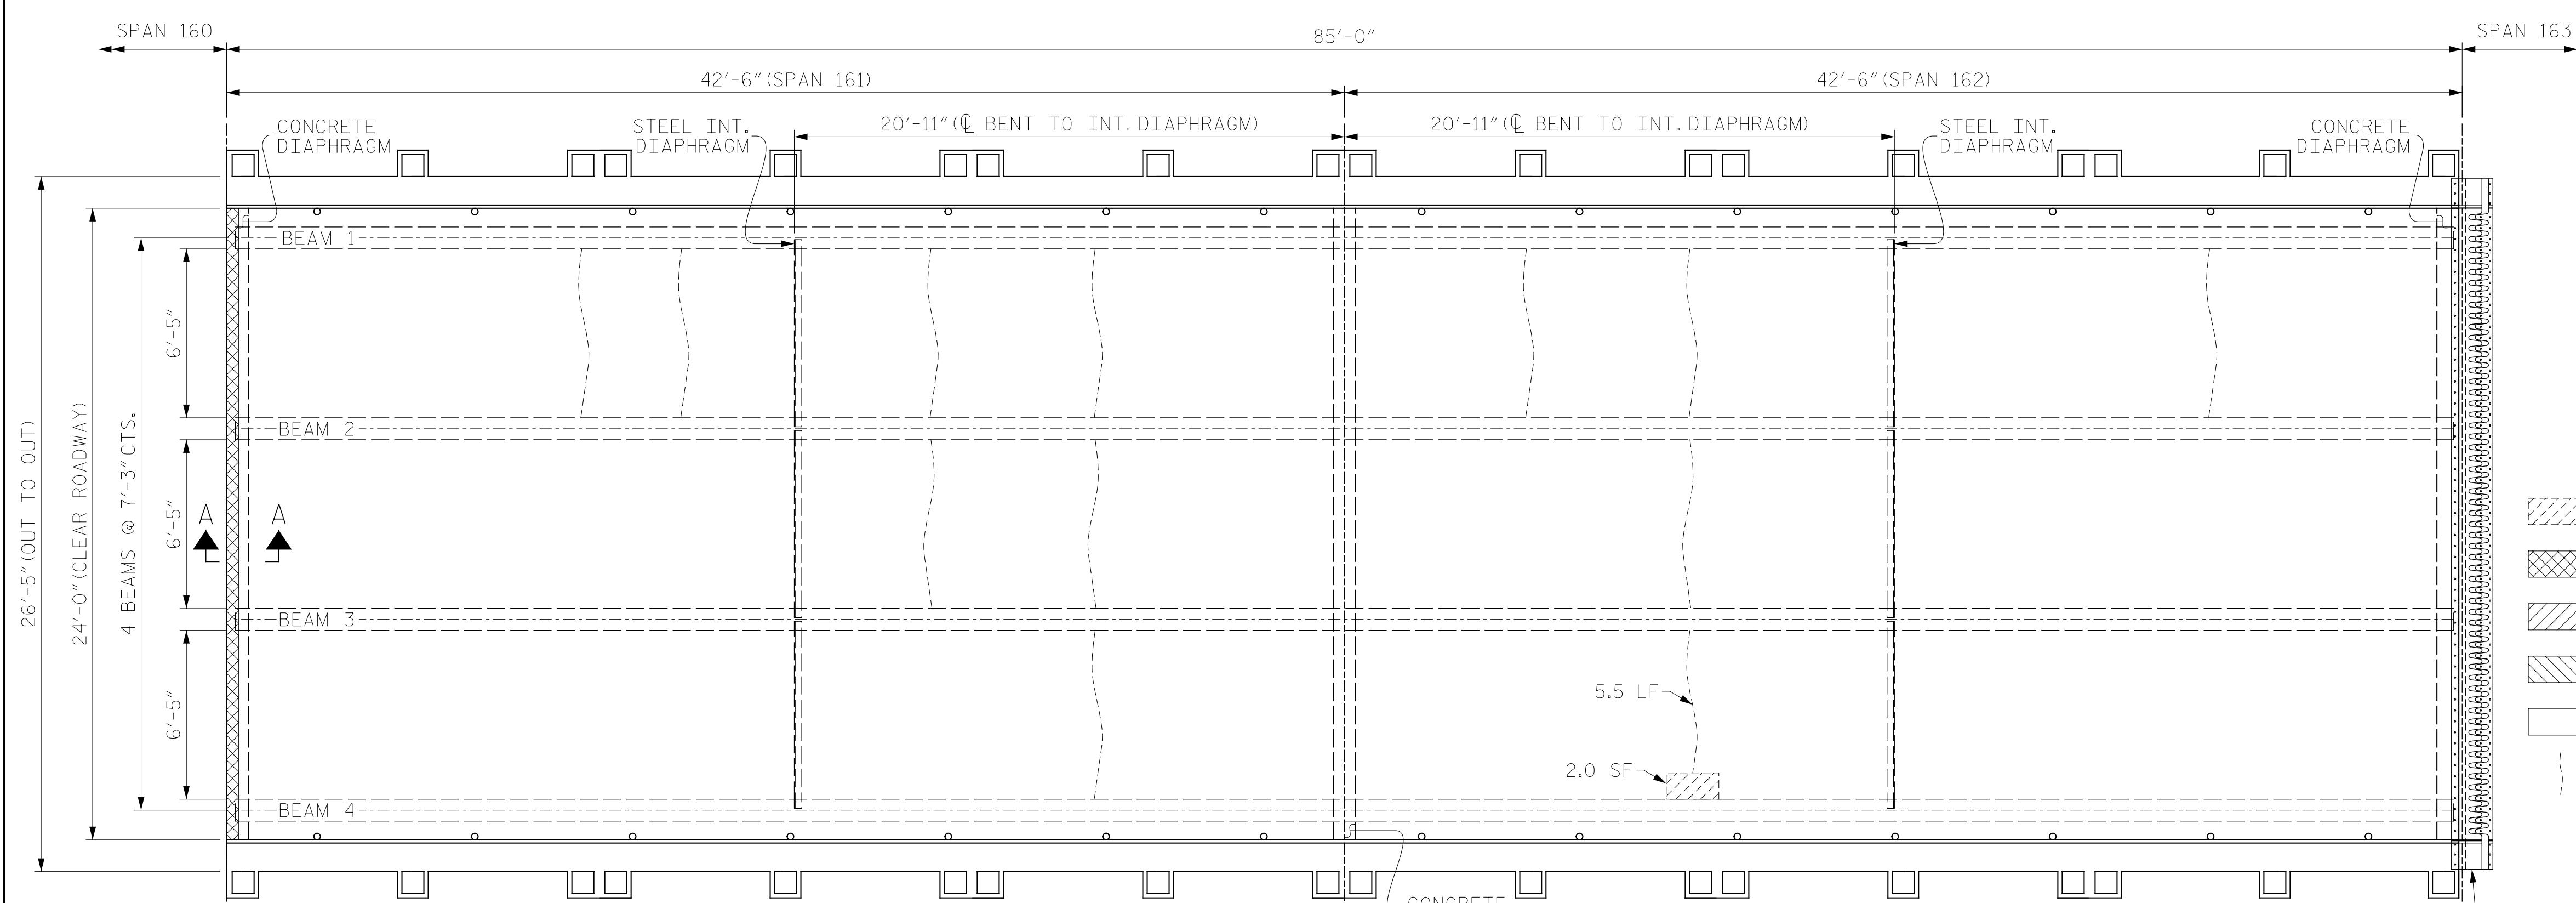 SPAN 160
85'-0"
SPAN 163
42'-6"(SPAN 161)
42'-6"(SPAN 162)
CONCRETE
DIAPHRAGM
STEEL INT.
DIAPHRAGM
20'-11"(℄ BENT TO INT. DIAPHRAGM)
20'-11"(℄ BENT TO INT. DIAPHRAGM)
STEEL INT.
DIAPHRAGM
CONCRETE
DIAPHRAGM
26'-5"(OUT TO OUT)
24'-0"(CLEAR ROADWAY)
4 BEAMS @ 7'-3"CTS.
6'-5"
6'-5"
6'-5"
BEAM 1
BEAM 2
A
A
BEAM 3
5.5 LF
2.0 SF
BEAM 4
CONCRETE